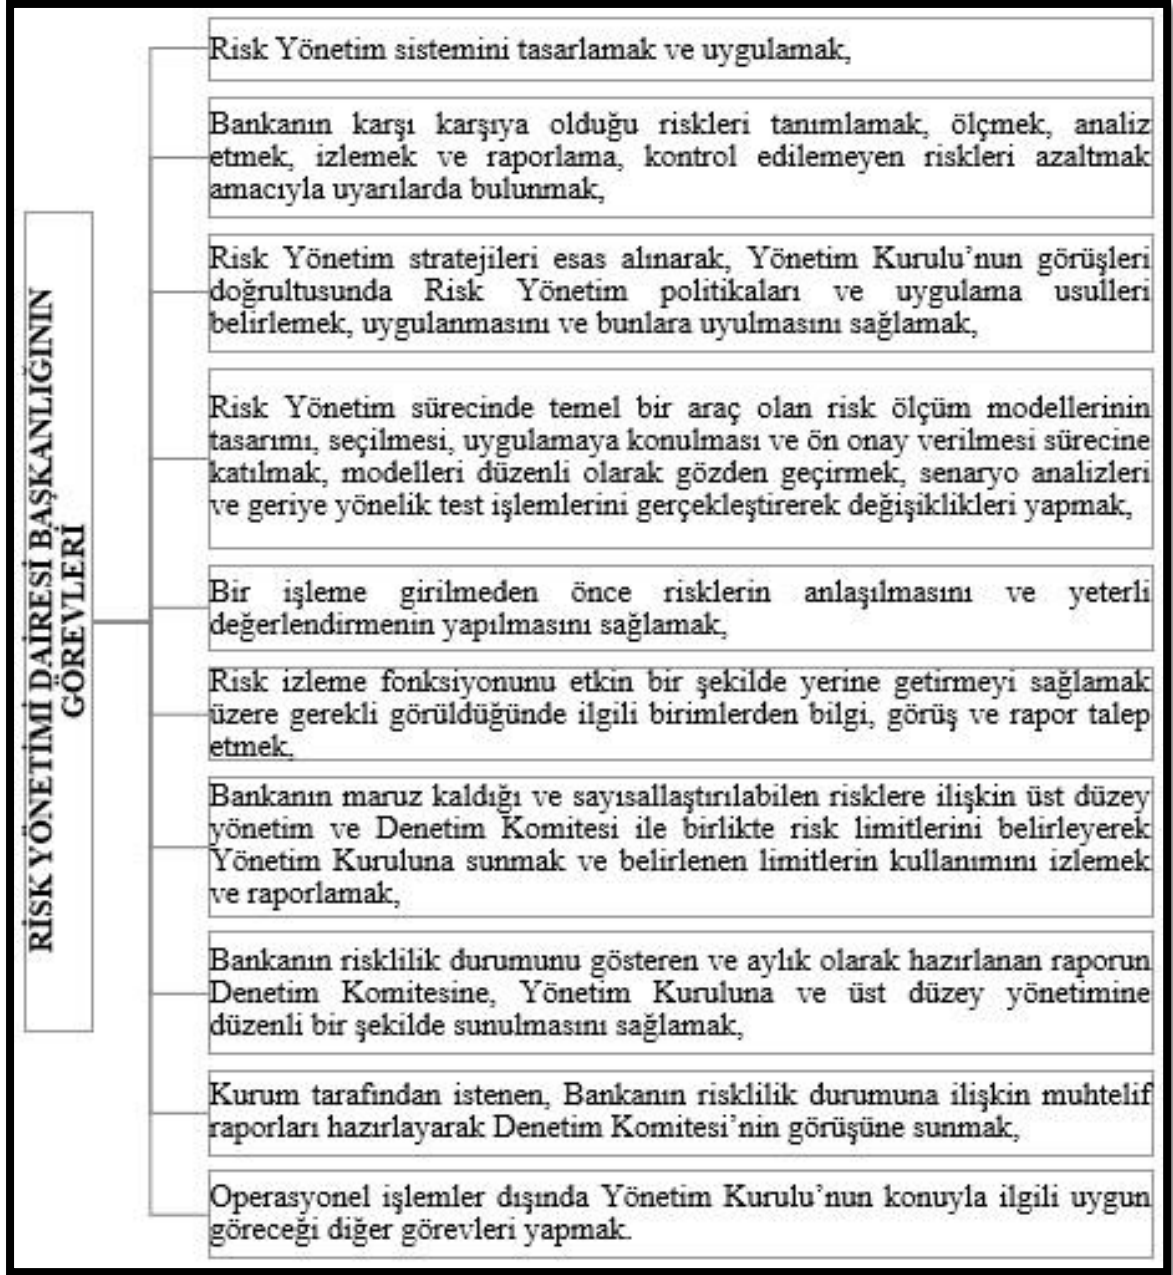 RİSK YÖNETİMİ DAİRESİ BAŞKANLIĞININ
GÖREVLERİ
Risk Yönetim sistemini tasarlamak ve uygulamak,
Bankanın karşı karşıya olduğu riskleri tanımlamak, ölçmek, analiz
etmek, izlemek ve raporlama, kontrol edilemeyen riskleri azaltmak
amacıyla uyarılarda bulunmak,
Risk Yönetim stratejileri esas alınarak, Yönetim Kurulu’nun görüşleri
doğrultusunda Risk Yönetim politikaları ve uygulama usulleri
belirlemek, uygulanmasını ve bunlara uyulmasını sağlamak,
Risk Yönetim sürecinde temel bir araç olan risk ölçüm modellerinin
tasarımı, seçilmesi, uygulamaya konulması ve ön onay verilmesi sürecine
katılmak, modelleri düzenli olarak gözden geçirmek, senaryo analizleri
ve geriye yönelik test işlemlerini gerçekleştirerek değişiklikleri yapmak,
Bir işleme girilmeden önce risklerin anlaşılmasını ve yeterli
değerlendirmenin yapılmasını sağlamak,
Risk izleme fonksiyonunu etkin bir şekilde yerine getirmeyi sağlamak
üzere gerekli görüldüğünde ilgili birimlerden bilgi, görüş ve rapor talep
etmek,
Bankanın maruz kaldığı ve sayısallaştırılabilen risklere ilişkin üst düzey
yönetim ve Denetim Komitesi ile birlikte risk limitlerini belirleyerek
Yönetim Kuruluna sunmak ve belirlenen limitlerin kullanımını izlemek
ve raporlamak,
Bankanın risklilik durumunu gösteren ve aylık olarak hazırlanan raporun
Denetim Komitesine, Yönetim Kuruluna ve üst düzey yönetimine
düzenli bir şekilde sunulmasını sağlamak,
Kurum tarafından istenen, Bankanın risklilik durumuna ilişkin muhtelif
raporları hazırlayarak Denetim Komitesi’nin görüşüne sunmak,
Operasyonel işlemler dışında Yönetim Kurulu’nun konuyla ilgili uygun
göreceği diğer görevleri yapmak.